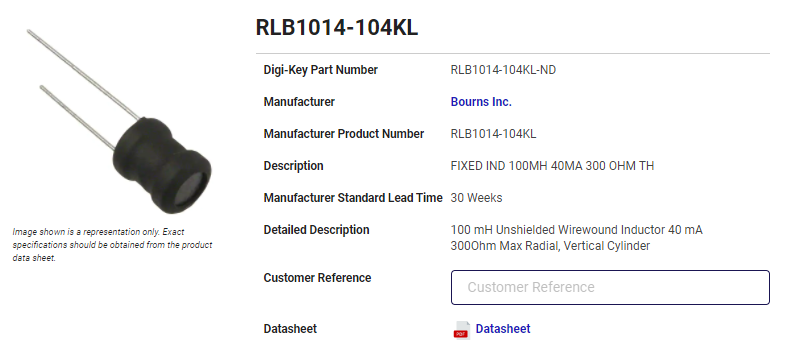 RLB1014-104KL
Digi-Key Part Number RLB1014-104KL-ND
Manufacturer Bourns Inc.
Manufacturer Product Number RLB1014-104KL
Description FIXED IND 100MH 40MA 300 OHM TH
Manufacturer Standard Lead Time 30 Weeks
Detailed Description 100 mH Unshielded Wirewound Inductor 40 mA
300Ohm Max Radial, Vertical Cylinder
Customer Reference Customer Reference
Datasheet PDF Datasheet
Image shown is a representation only. Exact
specifications should be obtained from the product
data sheet.